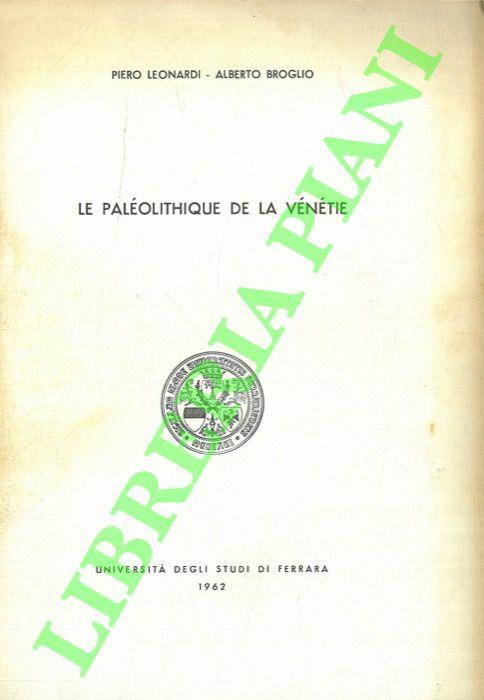 PIERO LEONARDI - ALBERTO BROGLIO
LE PALÉOLITHIQUE DE LA VÉNÉTIE
UNIVERSITÀ DEGLI STUDI DI FERRARA
1962
LIBRERIA PIANI